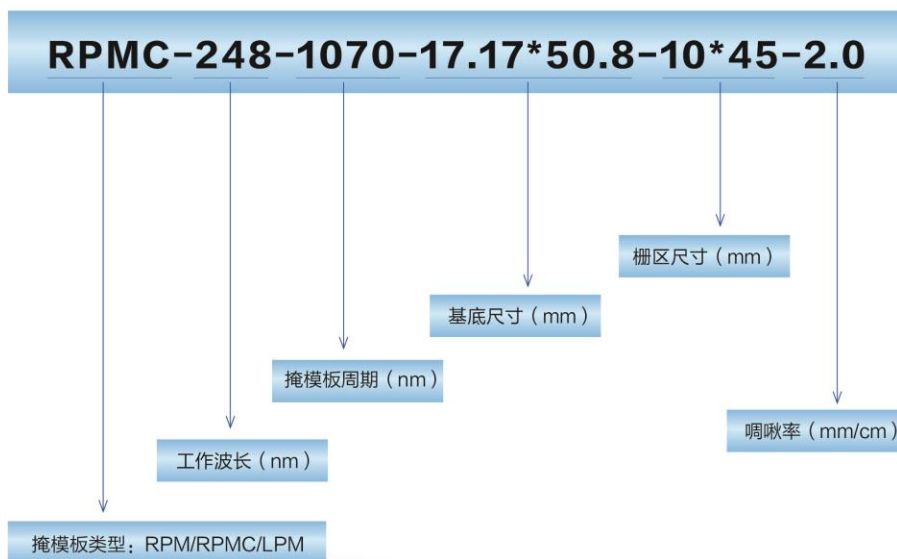 RPMC-248-1070-17.17*50.8-10*45-2.0
栅区尺寸（mm）
基底尺寸（mm）
掩模板周期（nm）
啁啾率（mm/cm）
工作波长（nm）
掩模板类型：RPM/RPMC/LPM